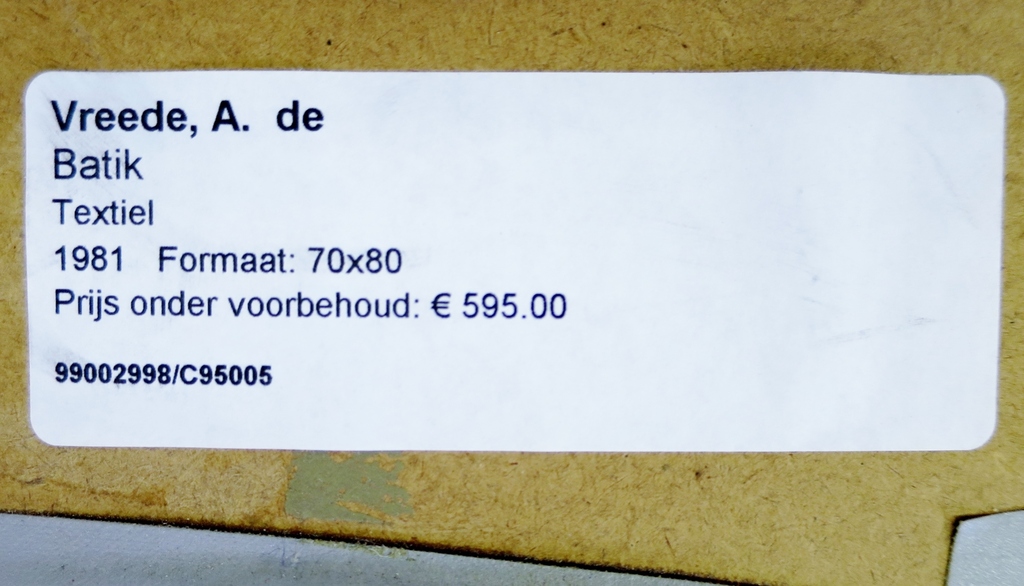 Vreede, A. de
Batik
Textiel
1981 Formaat: 70x80
Prijs onder voorbehoud: € 595.00
99002998/C95005